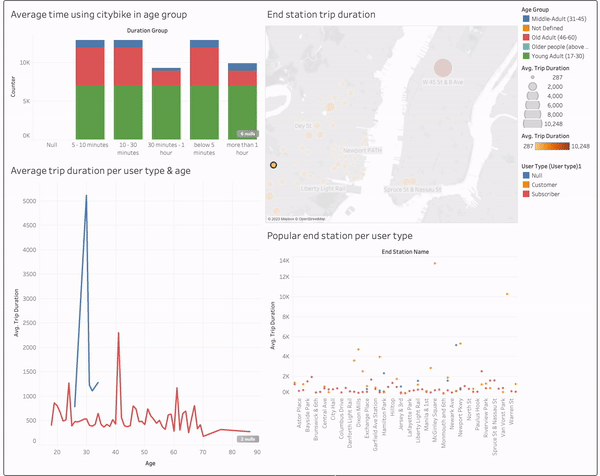 Average time using citybike in age group
Duration Group
Counter
10K
5K
0K
Null
5 - 10 minutes
10 - 30 minutes
30 minutes - 1 hour
below 5 minutes
more than 1 hour
6 nulls
Average trip duration per user type & age
Avg. Trip Duration
5000
4500
4000
3500
3000
2500
2000
1500
1000
500
0
20
30
40
50
60
70
80
90
Age
2 nulls
End station trip duration
W 45 St & 8 Ave
City St
Newport PATH
Liberty Light Rail
Spruce St & Nassau St
© 2023 Mapbox © OpenStreetMap
Popular end station per user type
End Station Name
Avg. Trip Duration
14K
12K
10K
8K
6K
4K
2K
0K
Astor Place
Bayside Park
Brunswick & 6th
Central Ave
City Hall
Columbus Drive
Danforth Light Rail
Dixon Mills
Exchange Place
Garfield Ave Station
Hamilton Park
Hilltop
Jersey & 3rd
Lafayette Park
Liberty Light Rail
Manila & 1st
McGinley Square
Monmouth and 6th
Newark Ave
Newport Pkwy
North St
Paulus Hook
Riverview Park
Spruce St & Nassau St
Van Vorst Park
Warren St
Age Group
Middle-Adult (31-45)
Not Defined
Old Adult (46-60)
Older people (above ..
Young Adult (17-30)
Avg. Trip Duration
287
2,000
4,000
6,000
8,000
10,248
Avg. Trip Duration
287 10,248
User Type (User type)1
Null
Customer
Subscriber